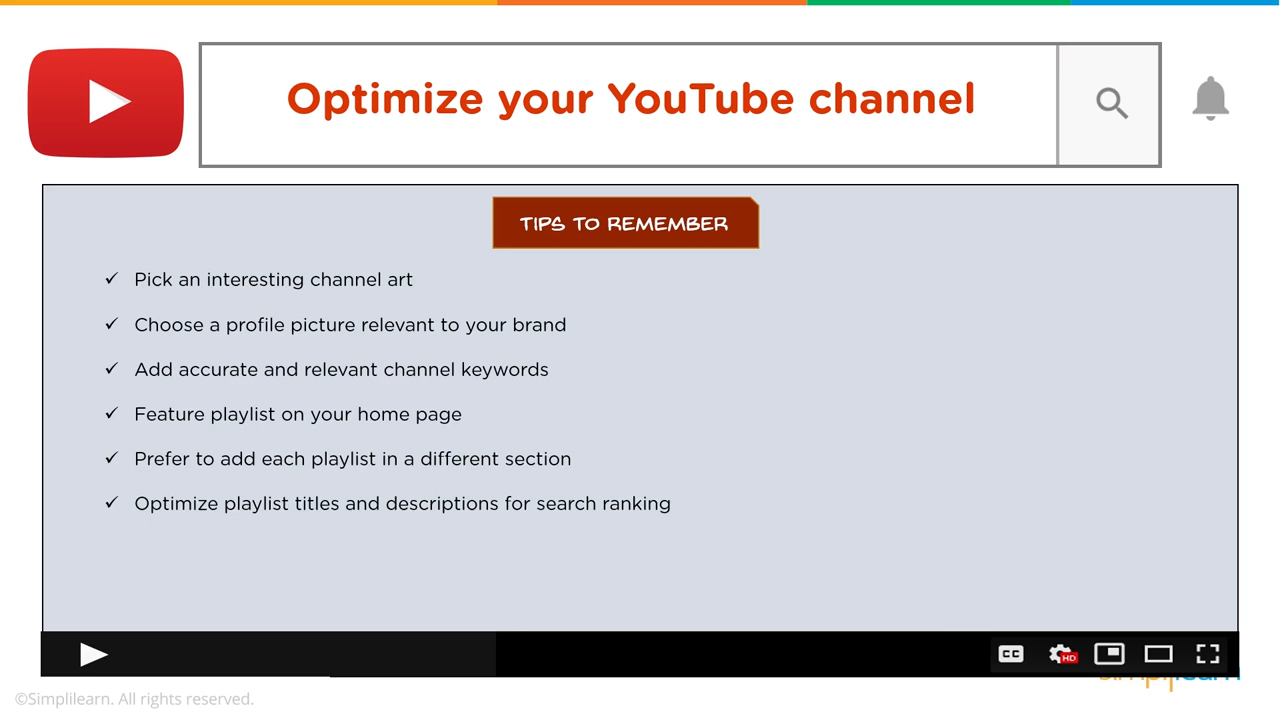 Optimize your YouTube channel
TIPS TO REMEMBER
✓ Pick an interesting channel art
✓ Choose a profile picture relevant to your brand
✓ Add accurate and relevant channel keywords
✓ Feature playlist on your home page
✓ Prefer to add each playlist in a different section
✓ Optimize playlist titles and descriptions for search ranking
CC HD
©Simplilearn. All rights reserved.